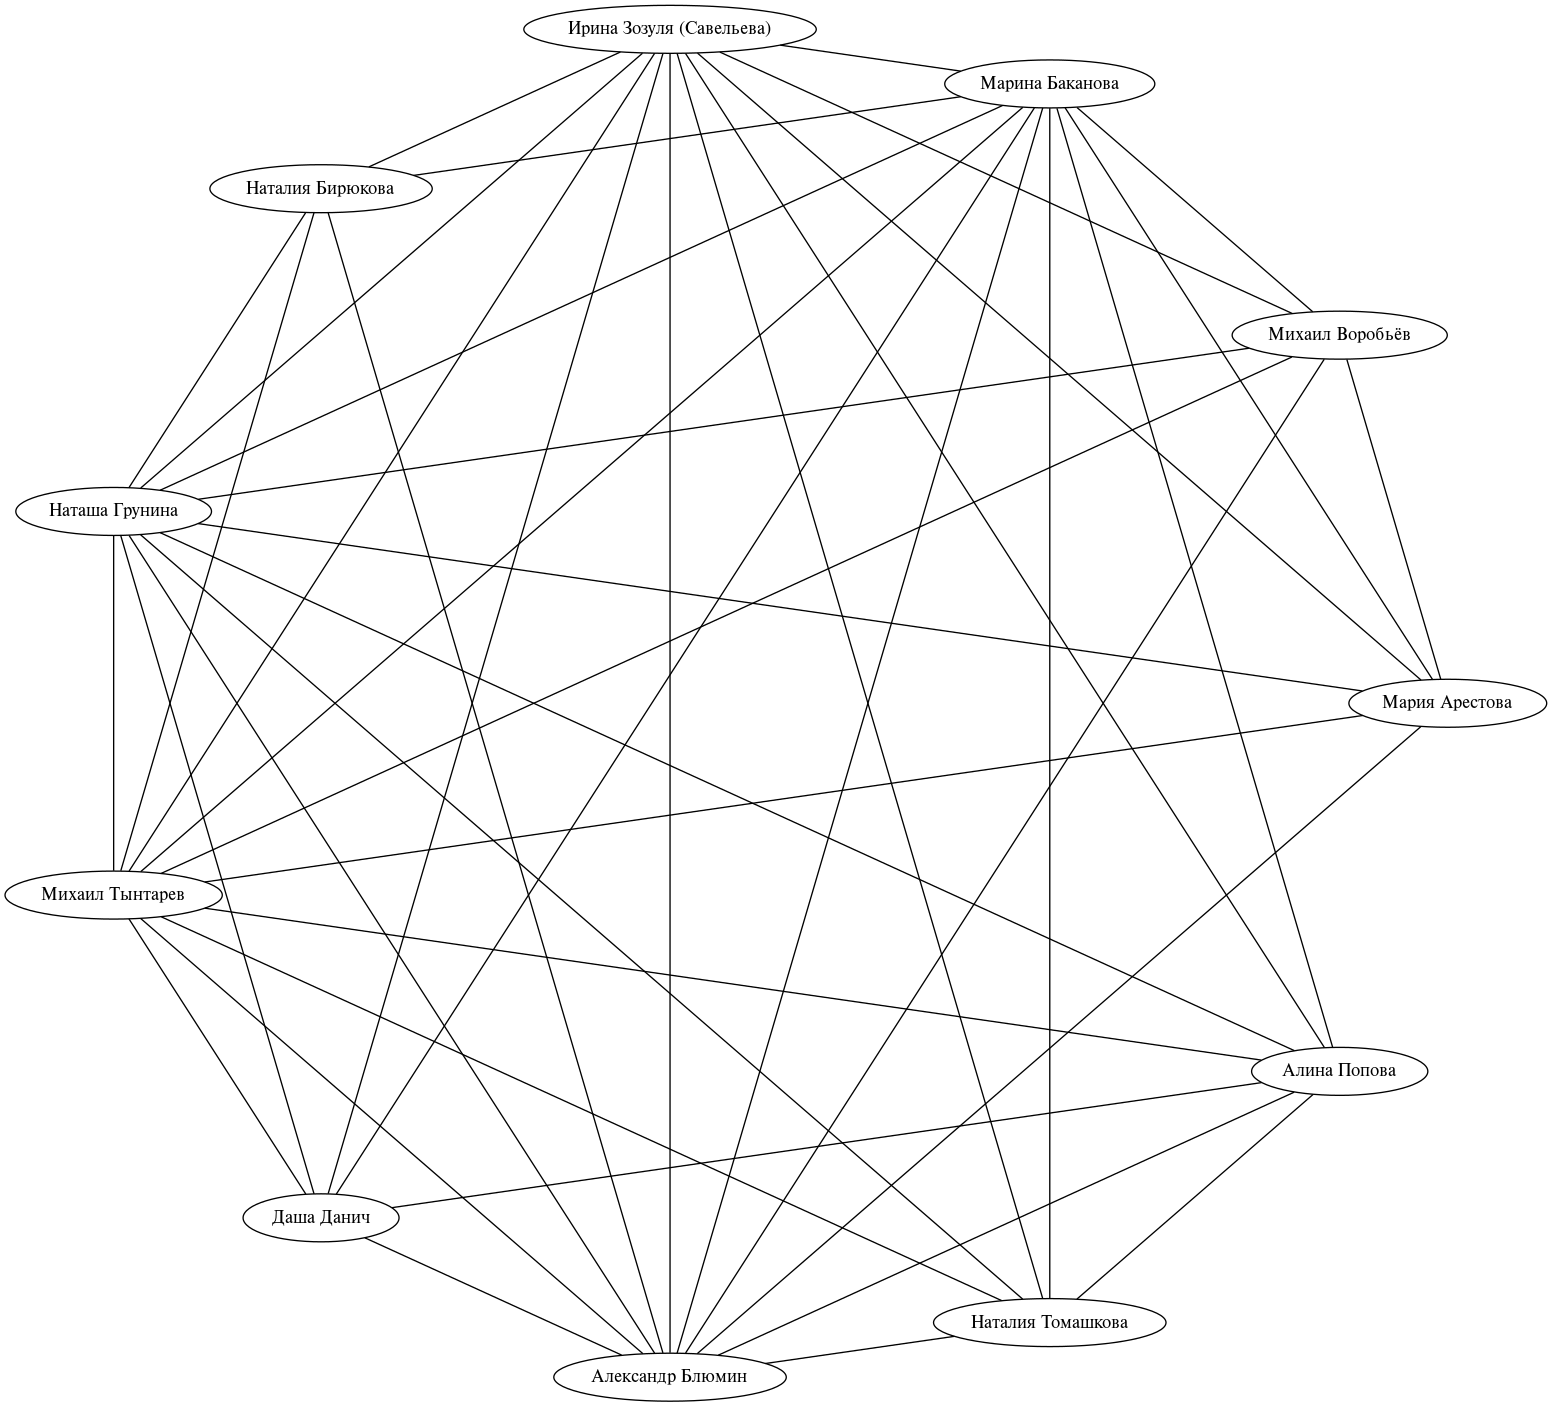 Ирина Зозуля (Савельева)
Марина Баканова
Наталия Бирюкова
Михаил Воробьёв
Наташа Грунина
Мария Арестова
Михаил Тынтарев
Алина Попова
Даша Данич
Наталия Томашкова
Александр Блюмин